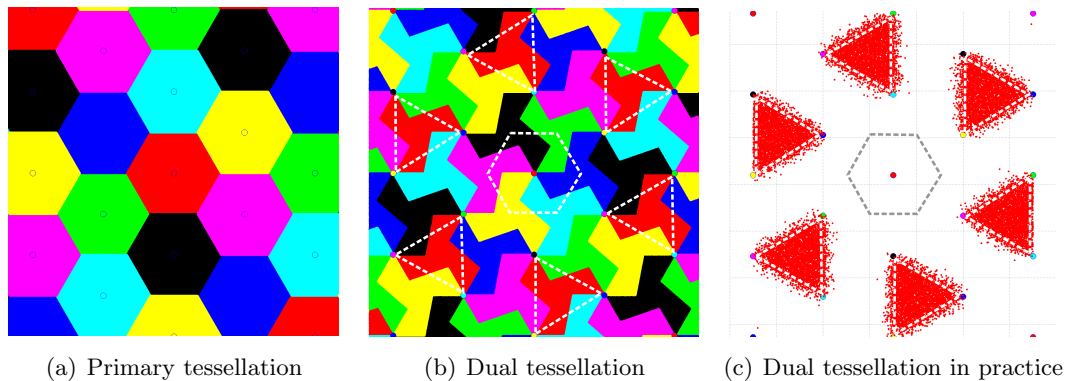 (a) Primary tessellation
(b) Dual tessellation
(c) Dual tessellation in practice